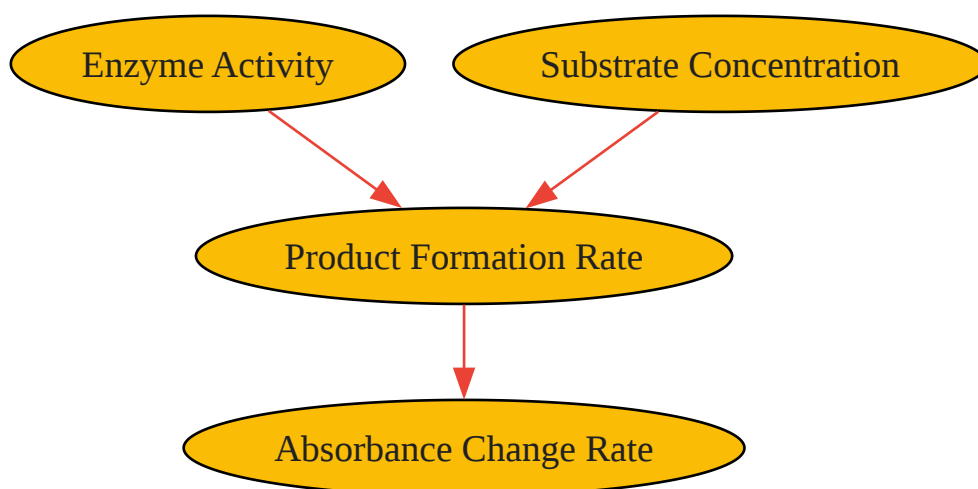 Enzyme Activity
Substrate Concentration
Product Formation Rate
Absorbance Change Rate